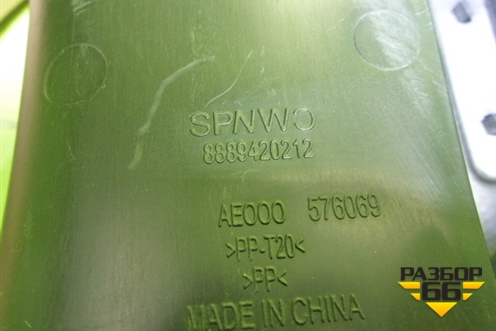 SPNWO
8889420212
AE000 576069
>PP-T20<
>PP<
MADE IN CHINA
РАЗБОР
66